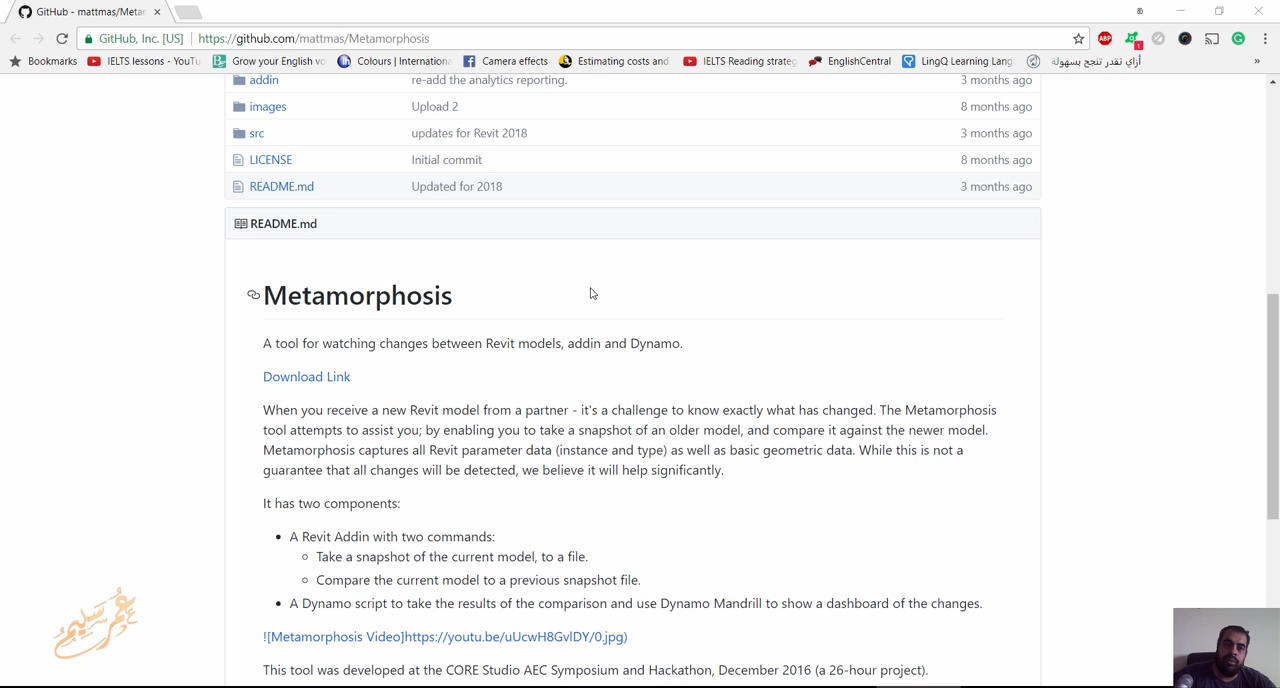 GitHub - mattmas/Metar
GitHub, Inc. [US] https://github.com/mattmas/Metamorphosis
ABP
1
Bookmarks IELTS lessons - YouTu Grow your English vo Colours | Internationa Camera effects Estimating costs and IELTS Reading strateg EnglishCentral LingQ Learning Lang أزاي تقدر تنجح بسهولة »
addin re-add the analytics reporting. 3 months ago
images Upload 2 8 months ago
src updates for Revit 2018 3 months ago
LICENSE Initial commit 8 months ago
README.md Updated for 2018 3 months ago
README.md
Metamorphosis
A tool for watching changes between Revit models, addin and Dynamo.
Download Link
When you receive a new Revit model from a partner - it's a challenge to know exactly what has changed. The Metamorphosis
tool attempts to assist you; by enabling you to take a snapshot of an older model, and compare it against the newer model.
Metamorphosis captures all Revit parameter data (instance and type) as well as basic geometric data. While this is not a
guarantee that all changes will be detected, we believe it will help significantly.
It has two components:
• A Revit Addin with two commands:
◦ Take a snapshot of the current model, to a file.
◦ Compare the current model to a previous snapshot file.
• A Dynamo script to take the results of the comparison and use Dynamo Mandrill to show a dashboard of the changes.
![Metamorphosis Video]https://youtu.be/uUcwH8GvlDY/0.jpg)
This tool was developed at the CORE Studio AEC Symposium and Hackathon, December 2016 (a 26-hour project).
عمر سليم